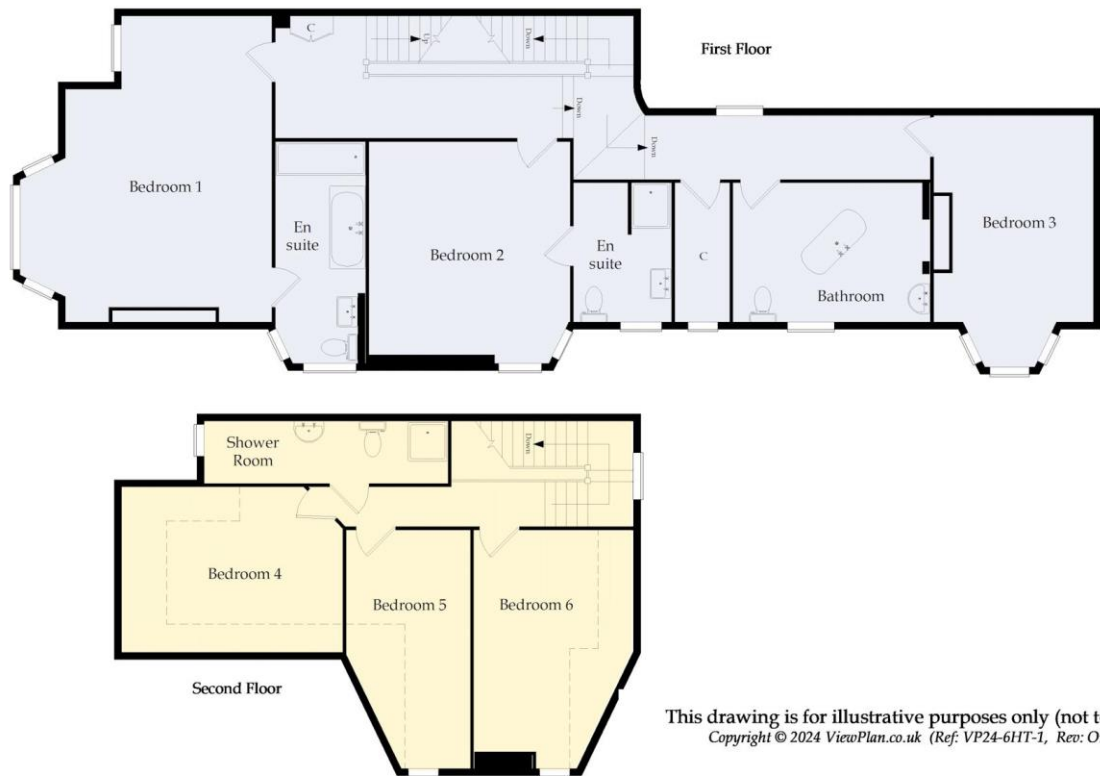 First Floor
C
Up
Down
Down
Down
Bedroom 1
En
suite
Bedroom 2
En
suite
C
Bathroom
Bedroom 3
Shower
Room
Down
Bedroom 4
Bedroom 5
Bedroom 6
Second Floor
This drawing is for illustrative purposes only (not t
Copyright © 2024 ViewPlan.co.uk (Ref: VP24-6HT-1, Rev: O